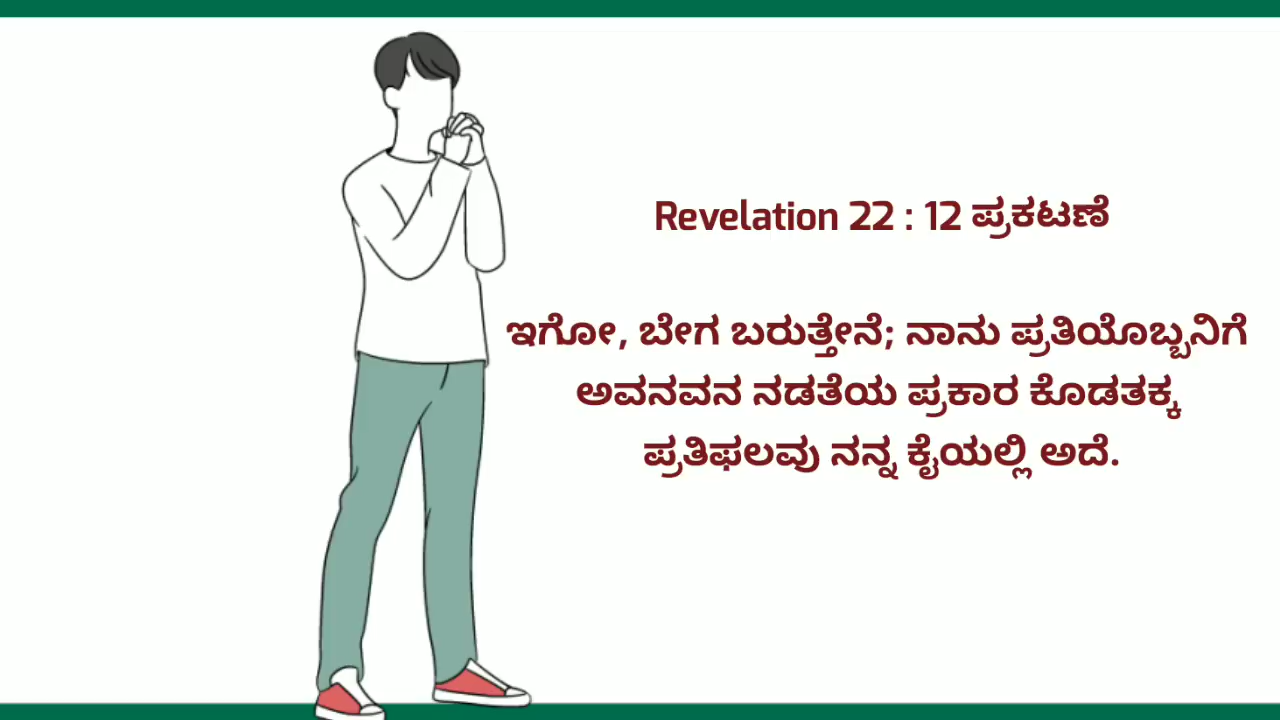 Revelation 22 : 12 ಪ್ರಕಟಣೆ
ಇಗೋ, ಬೇಗ ಬರುತ್ತೇನೆ; ನಾನು ಪ್ರತಿಯೊಬ್ಬನಿಗೆ
ಅವನವನ ನಡತೆಯ ಪ್ರಕಾರ ಕೊಡತಕ್ಕ
ಪ್ರತಿಫಲವು ನನ್ನ ಕೈಯಲ್ಲಿ ಅದೆ.